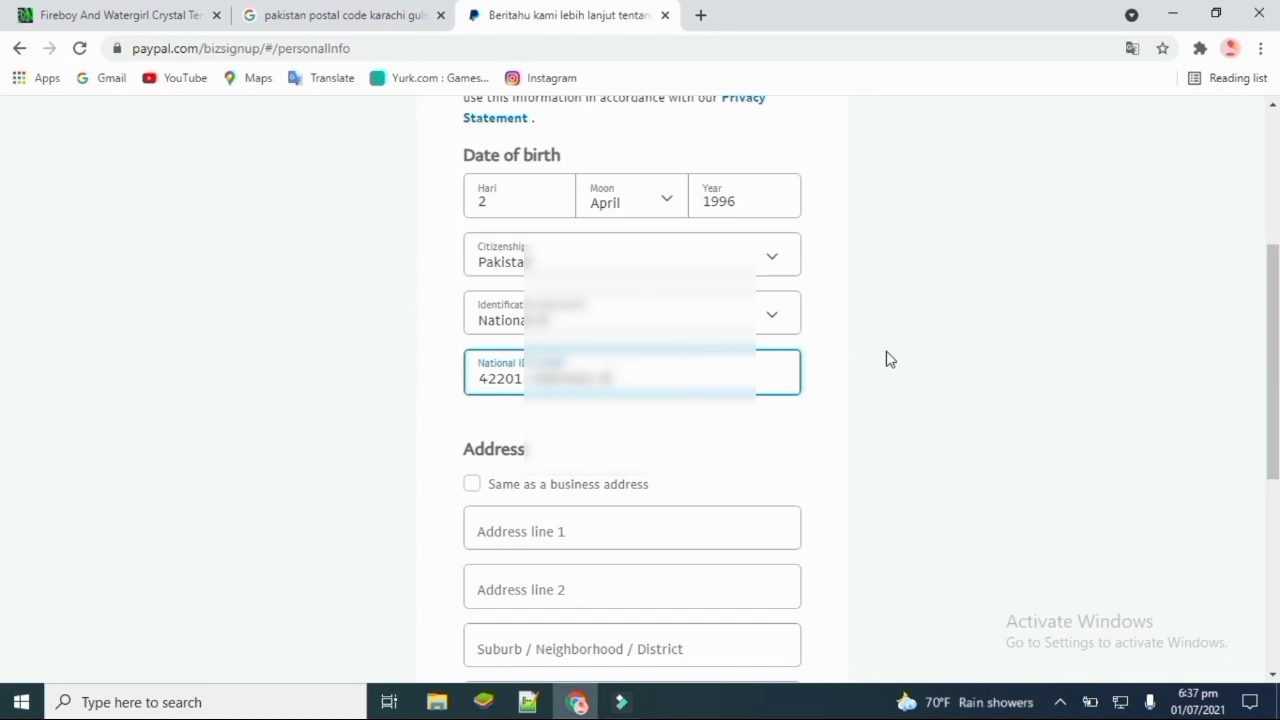 Fireboy And Watergirl Crystal Te
pakistan postal code karachi guls
Beritahu kami lebih lanjut tentang
paypal.com/bizsignup/#/personalInfo
Apps
Gmail
YouTube
Maps
Translate
Yurk.com : Games...
Instagram
Reading list
use this information in accordance with our Privacy
Statement .
Date of birth
Hari
2
Moon
April
Year
1996
Citizenship
Pakista
Identificat
Nationa
National ID
42201
Address
Same as a business address
Address line 1
Address line 2
Suburb / Neighborhood / District
Activate Windows
Go to Settings to activate Windows.
Type here to search
70°F Rain showers
6:37 pm
01/07/2021